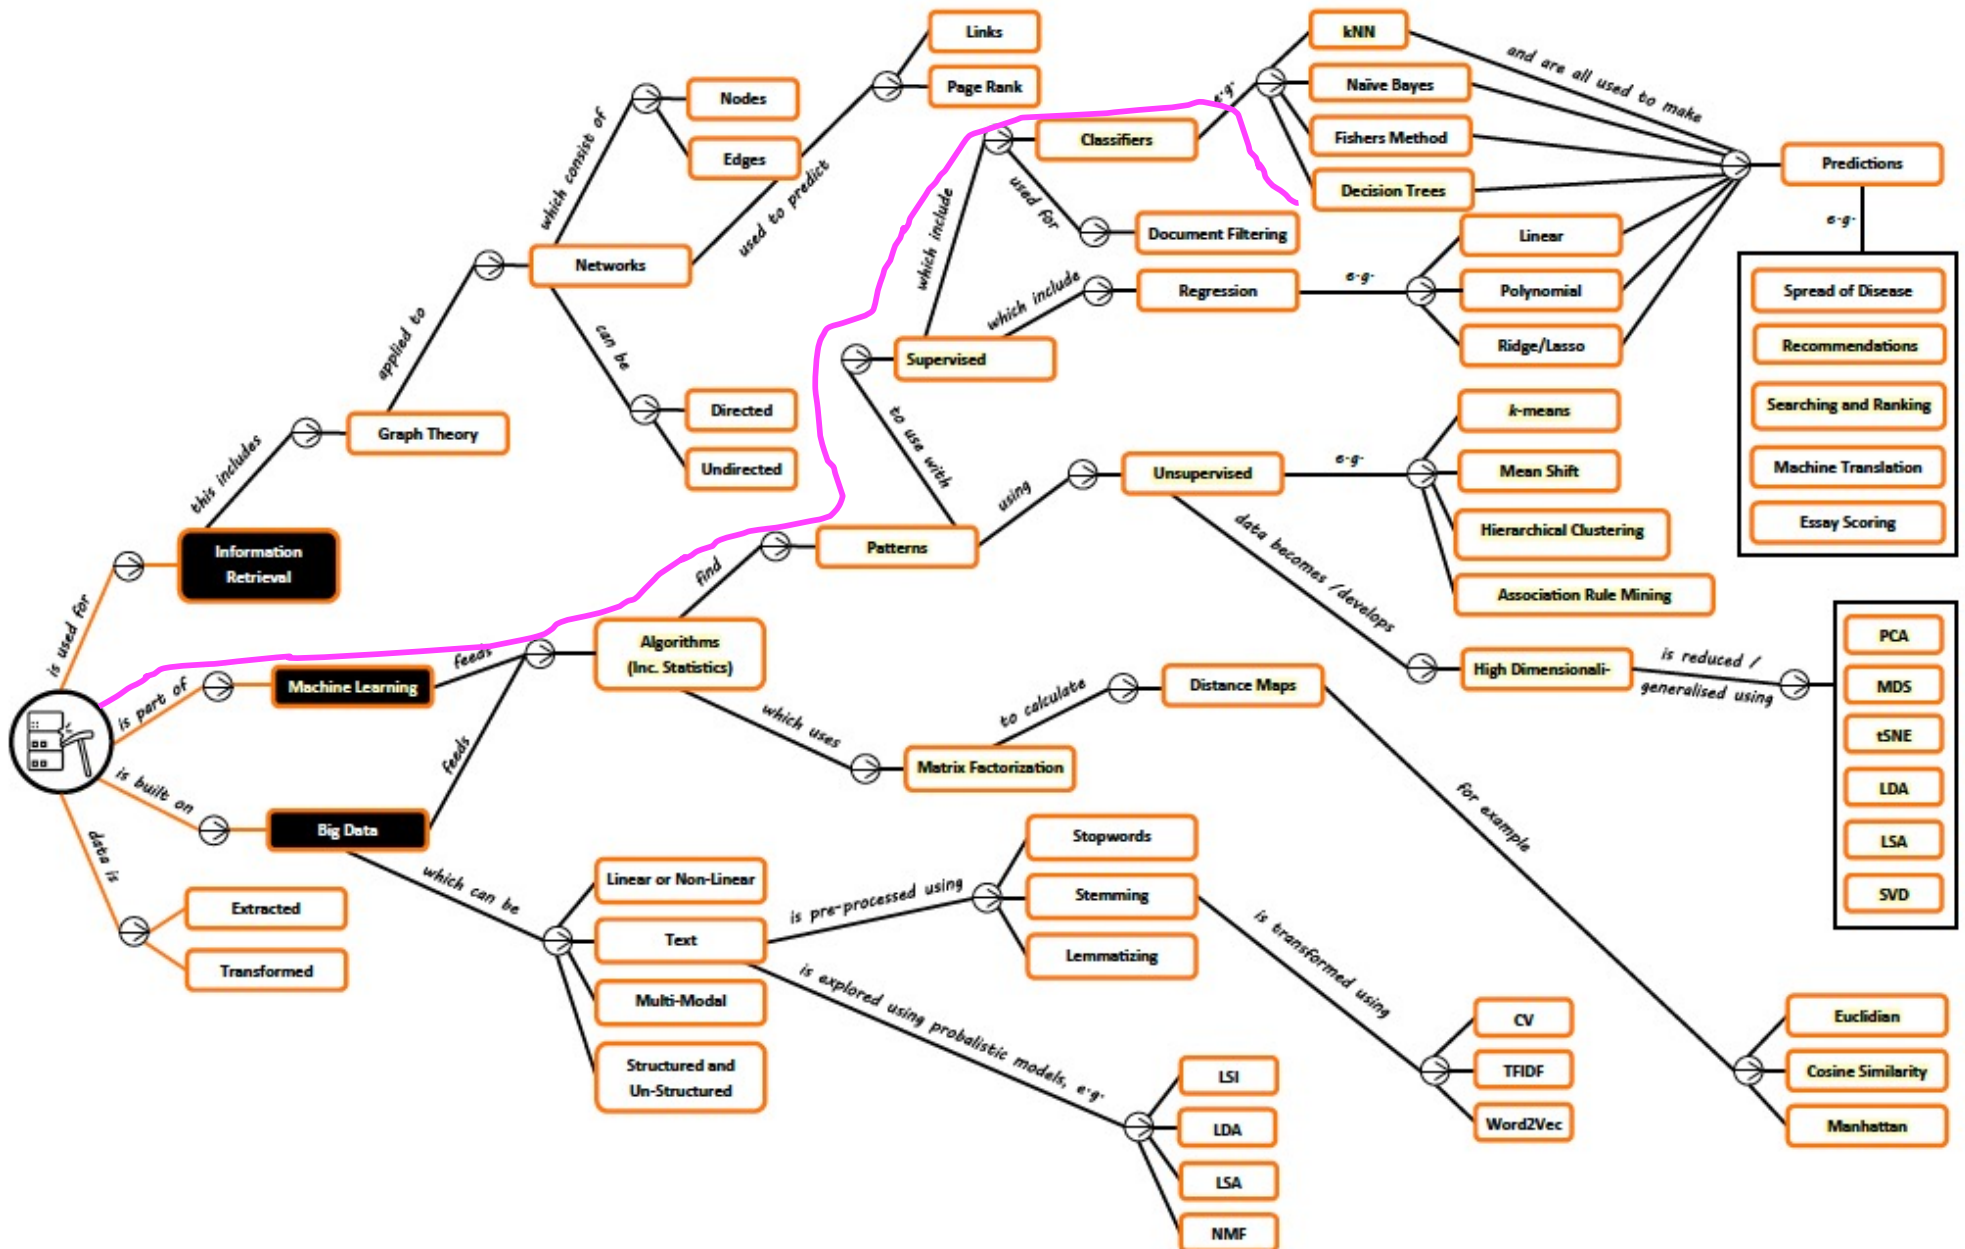 Links
Page Rank
Nodes
Edges
which consist of
used to predict
Networks
applied to
can be
Directed
Undirected
Graph Theory
this includes
Information
Retrieval
is used for
kNN
Naïve Bayes
Fishers Method
Decision Trees
and are all used to make
Predictions
e.g.
Spread of Disease
Recommendations
Searching and Ranking
Machine Translation
Essay Scoring
e.g.
Classifiers
which include
used for
Document Filtering
which include
Regression
e.g.
Linear
Polynomial
Ridge/Lasso
Supervised
to use with
Patterns
using
Unsupervised
e.g.
k-means
Mean Shift
Hierarchical Clustering
Association Rule Mining
data becomes /develops
High Dimensionali-
is reduced /
generalised using
PCA
MDS
tSNE
LDA
LSA
SVD
find
Algorithms
(Inc. Statistics)
feeds
is part of
Machine Learning
which uses
Matrix Factorization
to calculate
Distance Maps
for example
Euclidian
Cosine Similarity
Manhattan
is built on
Big Data
feeds
data is
Extracted
Transformed
which can be
Linear or Non-Linear
Text
Multi-Modal
Structured and
Un-Structured
is pre-processed using
Stopwords
Stemming
Lemmatizing
is transformed using
CV
TFIDF
Word2Vec
is explored using probalistic models, e.g.
LSI
LDA
LSA
NMF